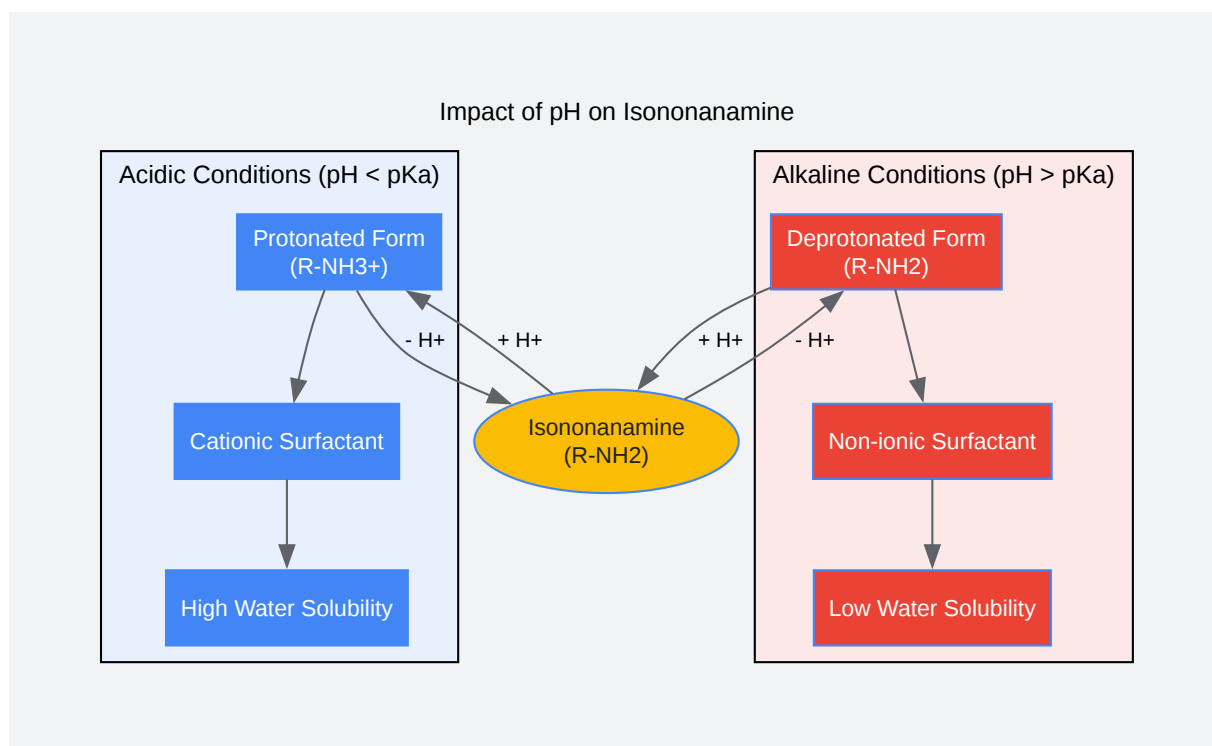 Impact of pH on Isononanamine
Acidic Conditions (pH < pKa)
Protonated Form
(R-NH3+)
- H+
+ H+
Cationic Surfactant
High Water Solubility
Isononanamine
(R-NH2)
Alkaline Conditions (pH > pKa)
Deprotonated Form
(R-NH2)
+ H+
- H+
Non-ionic Surfactant
Low Water Solubility